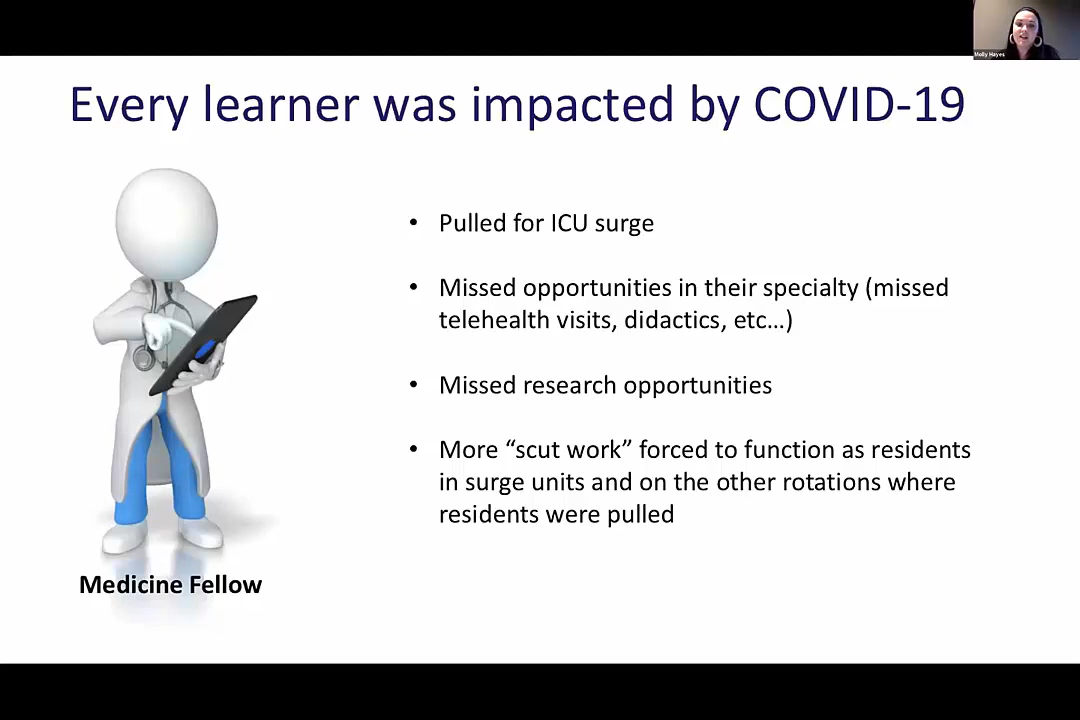 Molly Hayes
Every learner was impacted by COVID-19
• Pulled for ICU surge
• Missed opportunities in their specialty (missed
telehealth visits, didactics, etc...)
• Missed research opportunities
• More “scut work” forced to function as residents
in surge units and on the other rotations where
residents were pulled
Medicine Fellow